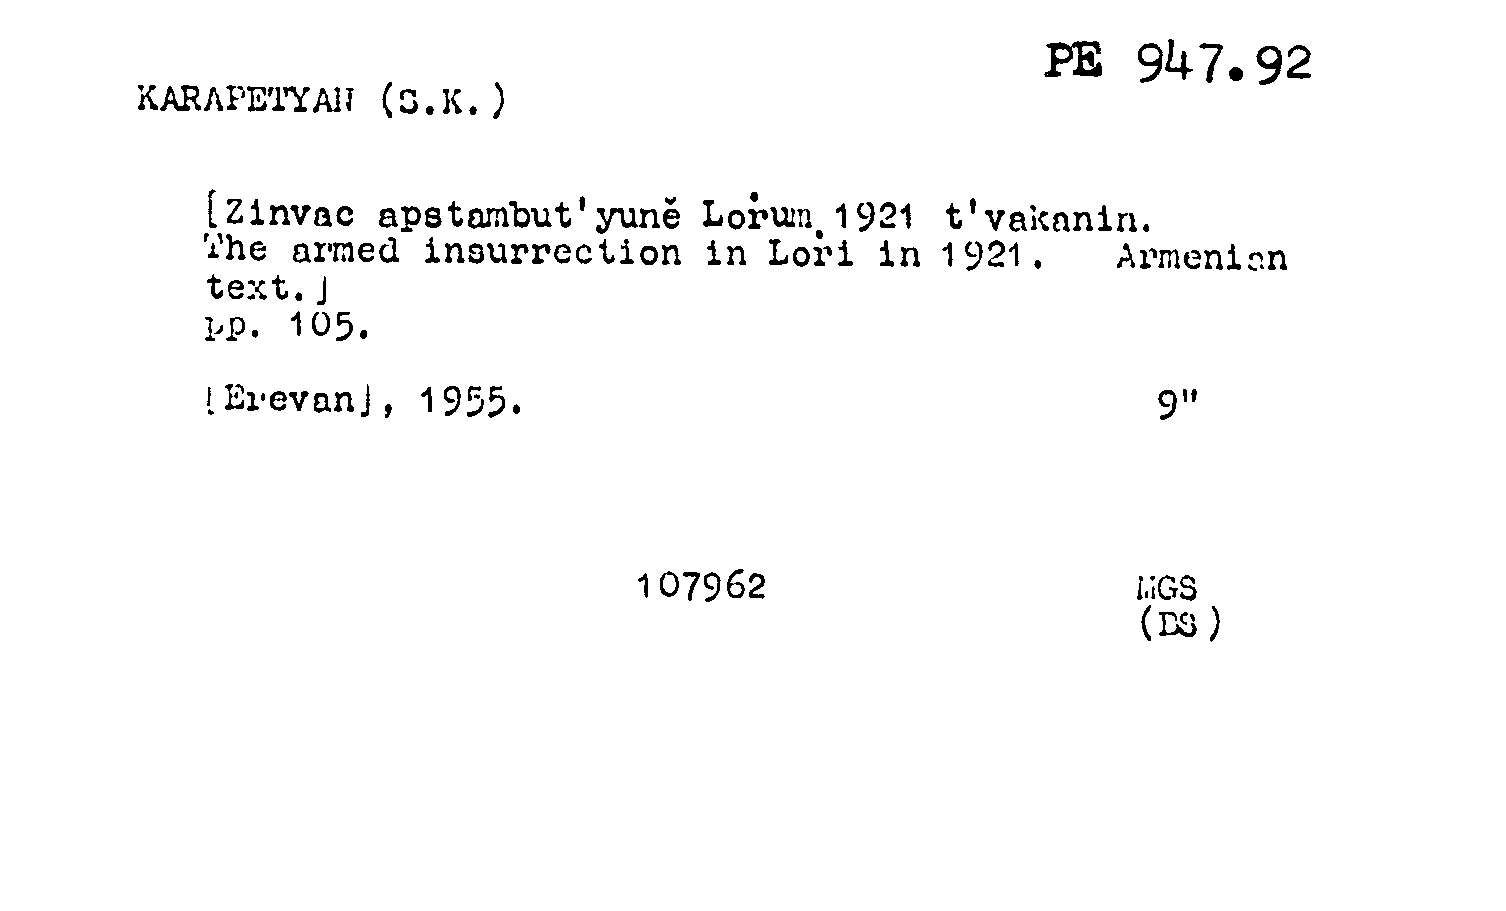 PE 947.92
KARAPETYAN (S.K.)
[Zinvac apstambut'yunĕ Loṙum 1921 t'vakanin.
The armed insurrection in Lori in 1921. Armenian
text.]
pp. 105.
[Erevan], 1955. 9"
107962 MGS
(DS)